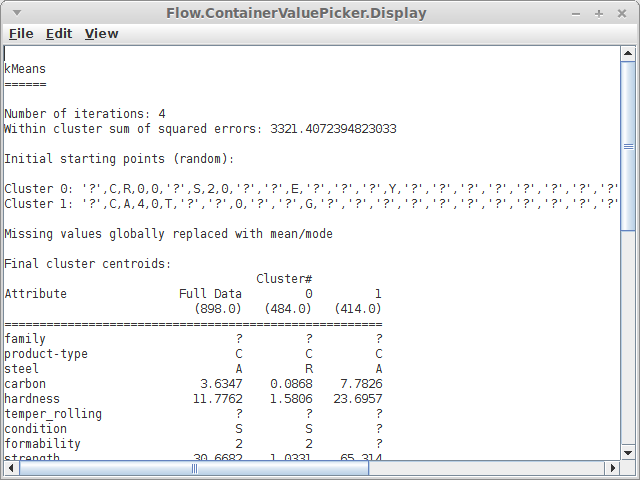 Flow.ContainerValuePicker.Display
File Edit View
kMeans
======
Number of iterations: 4
Within cluster sum of squared errors: 3321.4072394823033
Initial starting points (random):
Cluster 0: '?',C,R,0,0,'?',S,2,0,'?','?',E,'?','?','?',Y,'?','?','?','?','?','?','?','?'
Cluster 1: '?',C,A,4,0,T,'?','?',0,'?','?',G,'?','?','?','?','?','?','?','?','?','?','?'
Missing values globally replaced with mean/mode
Final cluster centroids:
Cluster#
Attribute Full Data 0 1
(898.0) (484.0) (414.0)
======================================================
family ? ? ?
product-type C C C
steel A R A
carbon 3.6347 0.0868 7.7826
hardness 11.7762 1.5806 23.6957
temper_rolling ? ? ?
condition S S ?
formability 2 2 ?
strength 30.6682 1.0331 65.314